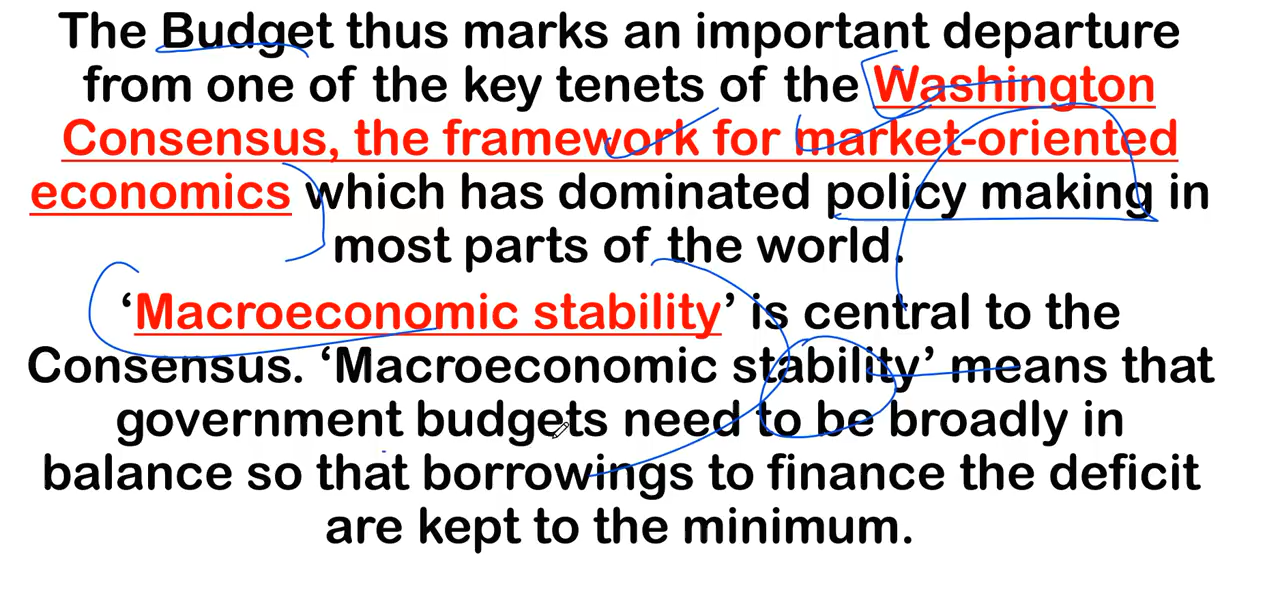 The Budget thus marks an important departure
from one of the key tenets of the Washington
Consensus, the framework for market-oriented
economics which has dominated policy making in
most parts of the world.
‘Macroeconomic stability’ is central to the
Consensus. ‘Macroeconomic stability’ means that
government budgets need to be broadly in
balance so that borrowings to finance the deficit
are kept to the minimum.